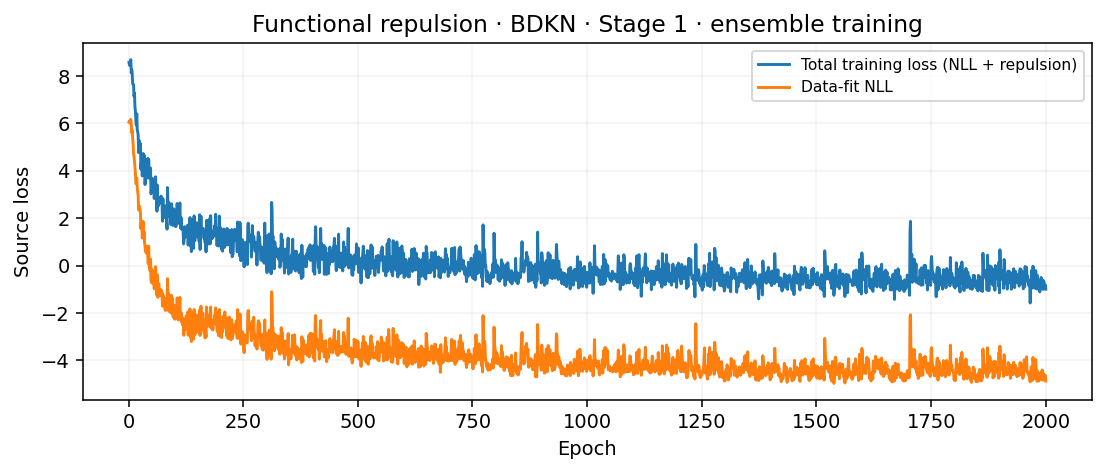 Functional repulsion · BDKN · Stage 1 · ensemble training
Total training loss (NLL + repulsion)
Data-fit NLL
Source loss
8
6
4
2
0
−2
−4
0 250 500 750 1000 1250 1500 1750 2000
Epoch